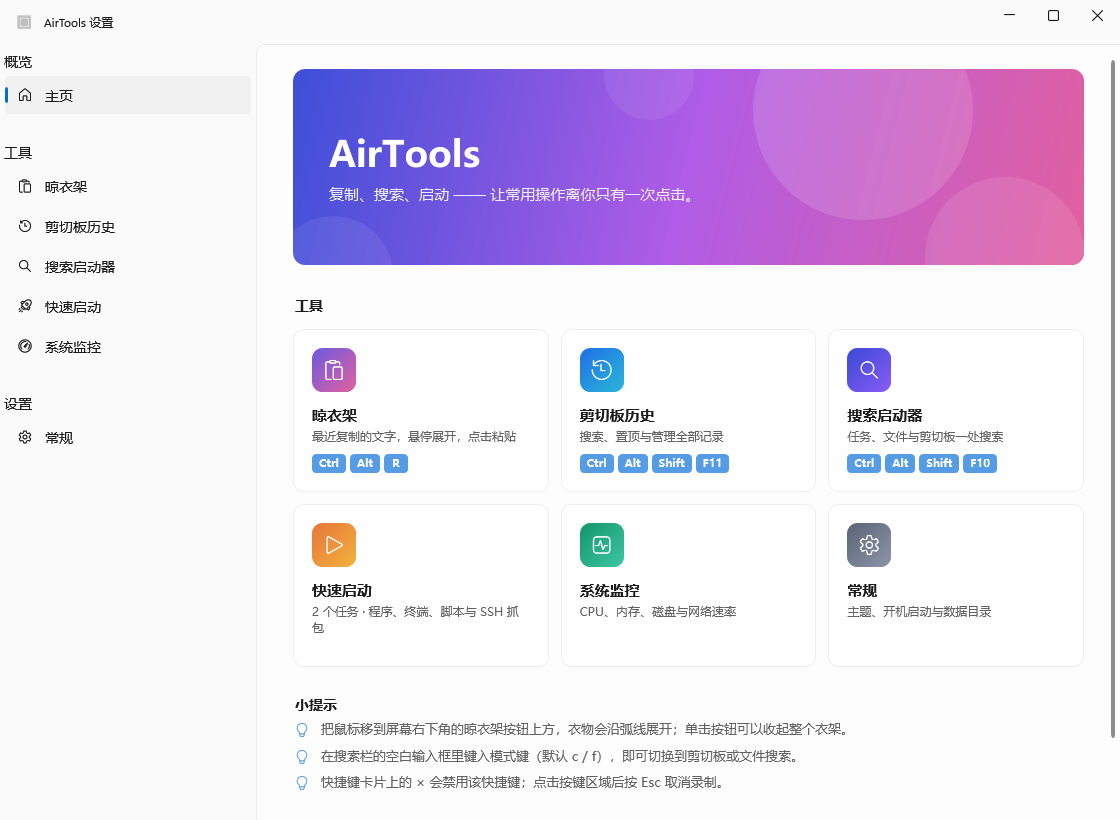 AirTools 设置
概览
主页
工具
晾衣架
剪切板历史
搜索启动器
快速启动
系统监控
设置
常规
AirTools
复制、搜索、启动 —— 让常用操作离你只有一次点击。
工具
晾衣架
最近复制的文字，悬停展开，点击粘贴
Ctrl Alt R
剪切板历史
搜索、置顶与管理全部记录
Ctrl Alt Shift F11
搜索启动器
任务、文件与剪切板一处搜索
Ctrl Alt Shift F10
快速启动
2 个任务 · 程序、终端、脚本与 SSH 抓
包
系统监控
CPU、内存、磁盘与网络速率
常规
主题、开机启动与数据目录
小提示
把鼠标移到屏幕右下角的晾衣架按钮上方，衣物会沿弧线展开；单击按钮可以收起整个衣架。
在搜索栏的空白输入框里键入模式键（默认 c / f），即可切换到剪切板或文件搜索。
快捷键卡片上的 × 会禁用该快捷键；点击按键区域后按 Esc 取消录制。